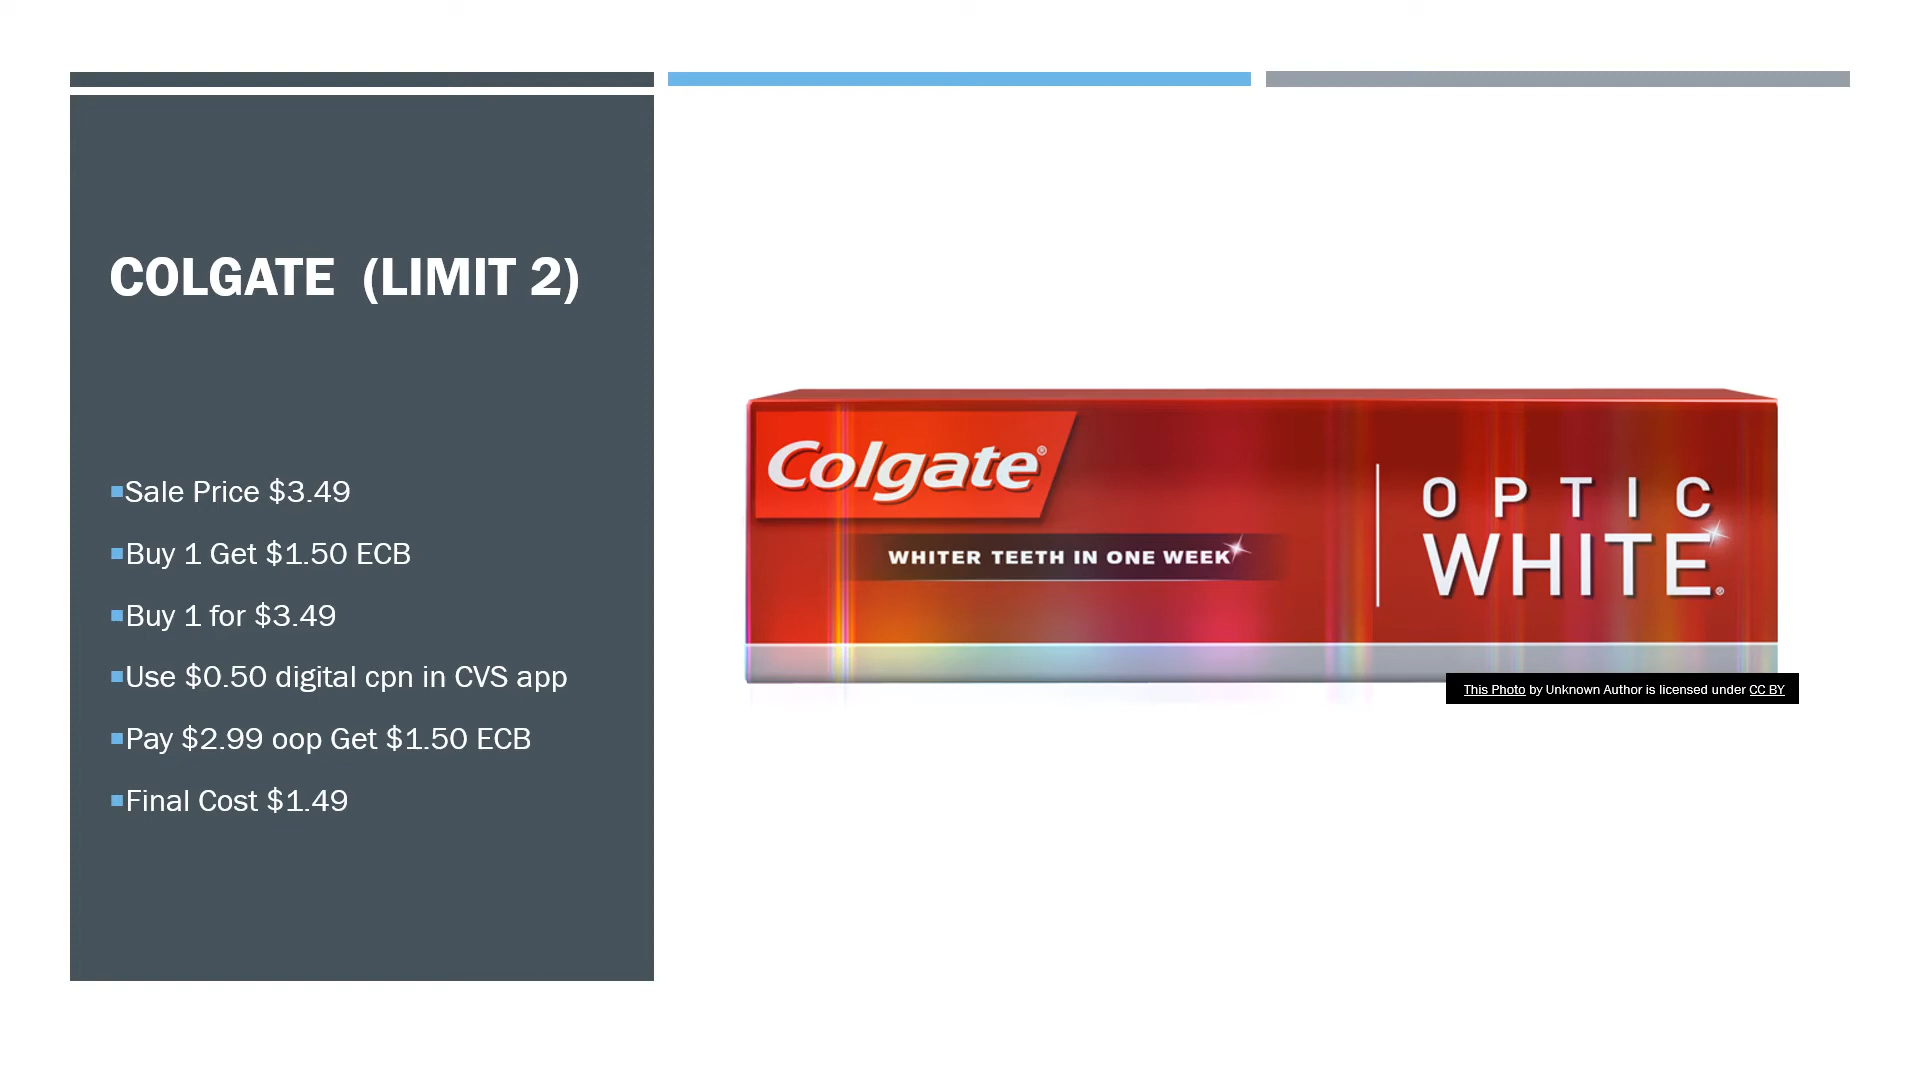 COLGATE (LIMIT 2)
Sale Price $3.49
Buy 1 Get $1.50 ECB
Buy 1 for $3.49
Use $0.50 digital cpn in CVS app
Pay $2.99 oop Get $1.50 ECB
Final Cost $1.49
Colgate®
WHITER TEETH IN ONE WEEK
OPTIC
WHITE®
This Photo by Unknown Author is licensed under CC BY